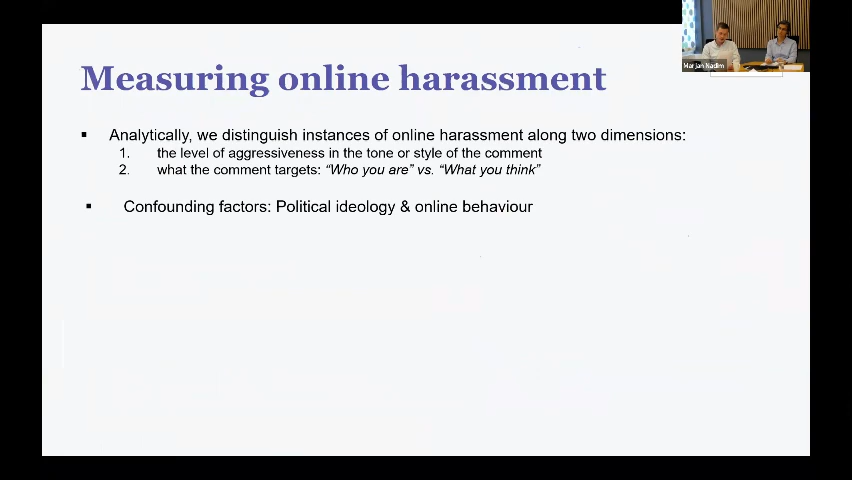 Measuring online harassment
Marjan Nadim
▪ Analytically, we distinguish instances of online harassment along two dimensions:
1. the level of aggressiveness in the tone or style of the comment
2. what the comment targets: “Who you are” vs. “What you think”
▪ Confounding factors: Political ideology & online behaviour